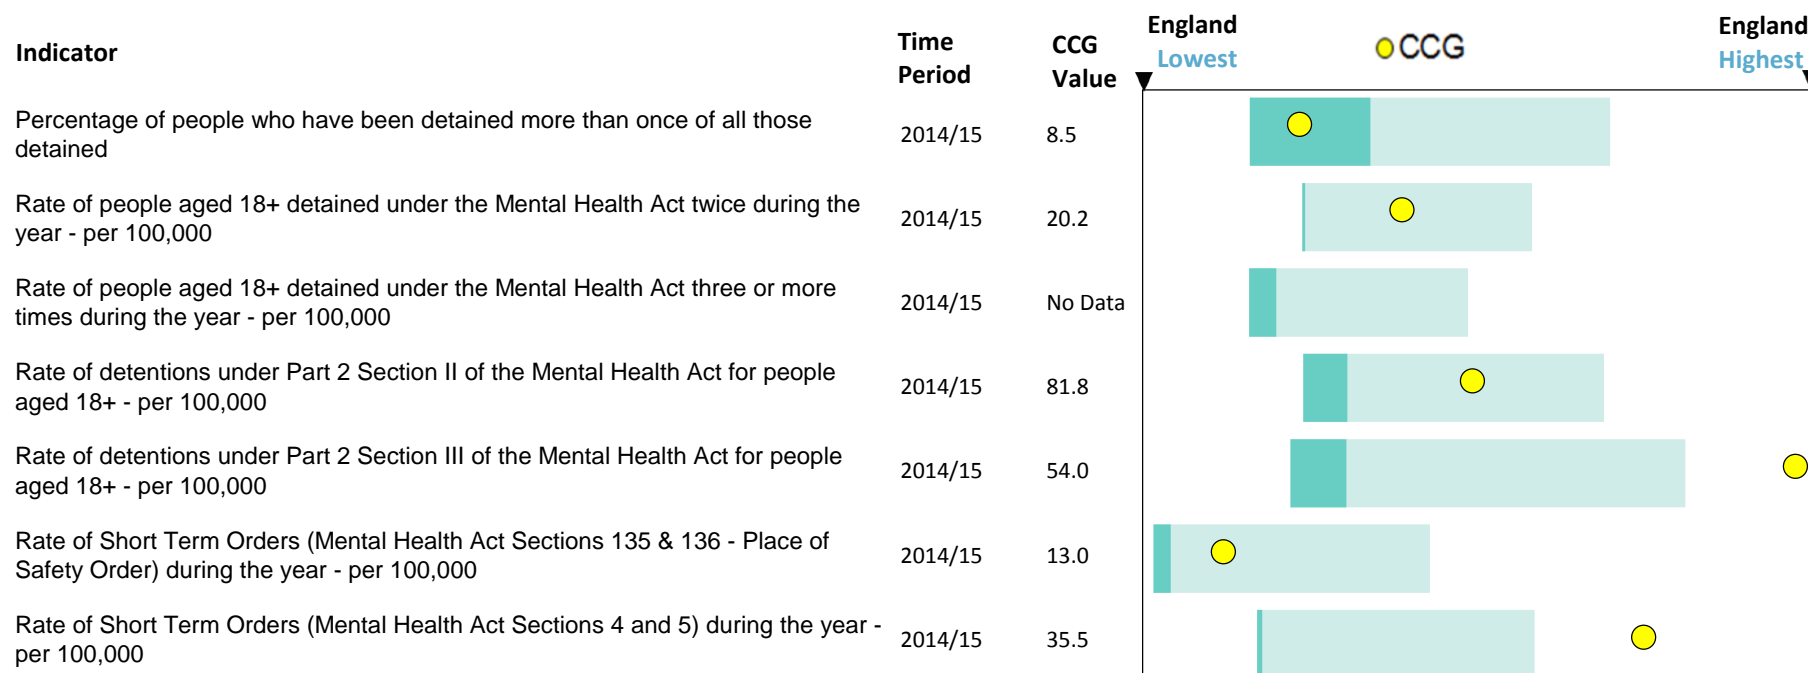 Indicator
Time
Period
CCG
Value
England
Lowest
CCG
England
Highest
Percentage of people who have been detained more than once of all those
detained
2014/15
8.5
Rate of people aged 18+ detained under the Mental Health Act twice during the
year - per 100,000
2014/15
20.2
Rate of people aged 18+ detained under the Mental Health Act three or more
times during the year - per 100,000
2014/15
No Data
Rate of detentions under Part 2 Section II of the Mental Health Act for people
aged 18+ - per 100,000
2014/15
81.8
Rate of detentions under Part 2 Section III of the Mental Health Act for people
aged 18+ - per 100,000
2014/15
54.0
Rate of Short Term Orders (Mental Health Act Sections 135 & 136 - Place of
Safety Order) during the year - per 100,000
2014/15
13.0
Rate of Short Term Orders (Mental Health Act Sections 4 and 5) during the year -
per 100,000
2014/15
35.5